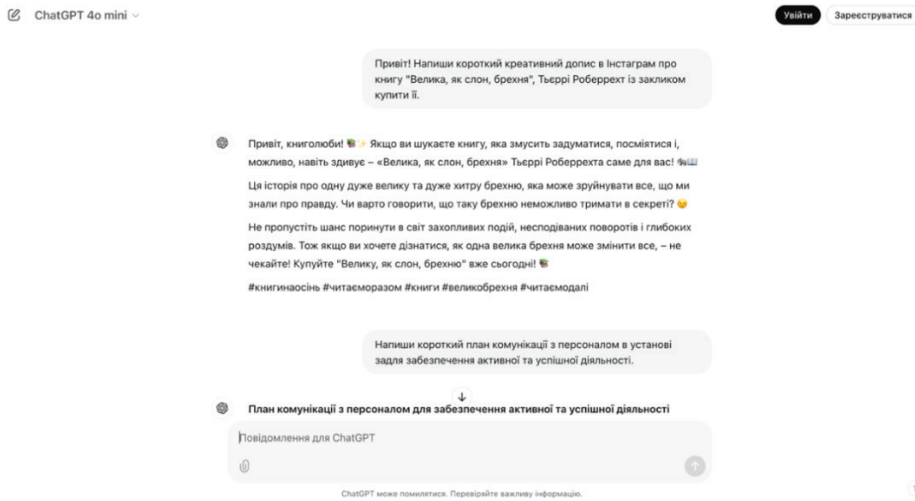 ChatGPT 4o mini
Увійти
Зареєструватися
Привіт! Напиши короткий креативний допис в Інстаграм про
книгу "Велика, як слон, брехня", Тьєррі Роберрехт із закликом
купити її.
Привіт, книголюби! 📚✨ Якщо ви шукаєте книгу, яка змусить задуматися, посміятися і,
можливо, навіть здивує – «Велика, як слон, брехня» Тьєррі Роберрехта саме для вас! 🐘📖
Ця історія про одну дуже велику та дуже хитру брехню, яка може зруйнувати все, що ми
знали про правду. Чи варто говорити, що таку брехню неможливо тримати в секреті? 😉
Не пропустіть шанс поринути в світ захопливих подій, несподіваних поворотів і глибоких
роздумів. Тож якщо ви хочете дізнатися, як одна велика брехня може змінити все, – не
чекайте! Купуйте "Велику, як слон, брехню" вже сьогодні! 📚
#книгинаосінь #читаєморазом #книги #великобрехня #читаємодалі
Напиши короткий план комунікації з персоналом в установі
задля забезпечення активної та успішної діяльності.
План комунікації з персоналом для забезпечення активної та успішної діяльності
Повідомлення для ChatGPT
ChatGPT може помилятися. Перевіряйте важливу інформацію.